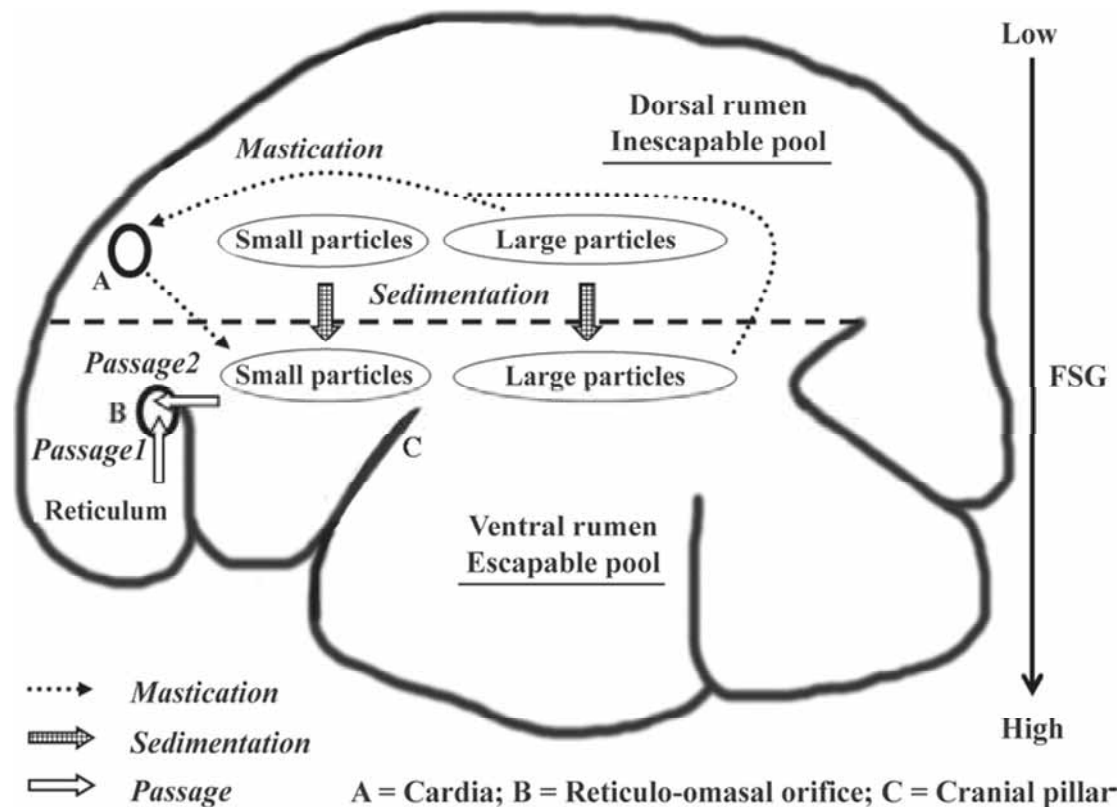 Low
Dorsal rumen
Inescapable pool
Mastication
Small particles
Large particles
A
Sedimentation
Passage2
Small particles
Large particles
FSG
B
C
Passage1
Reticulum
Ventral rumen
Escapable pool
Mastication
Sedimentation
High
Passage
A = Cardia; B = Reticulo-omasal orifice; C = Cranial pillar